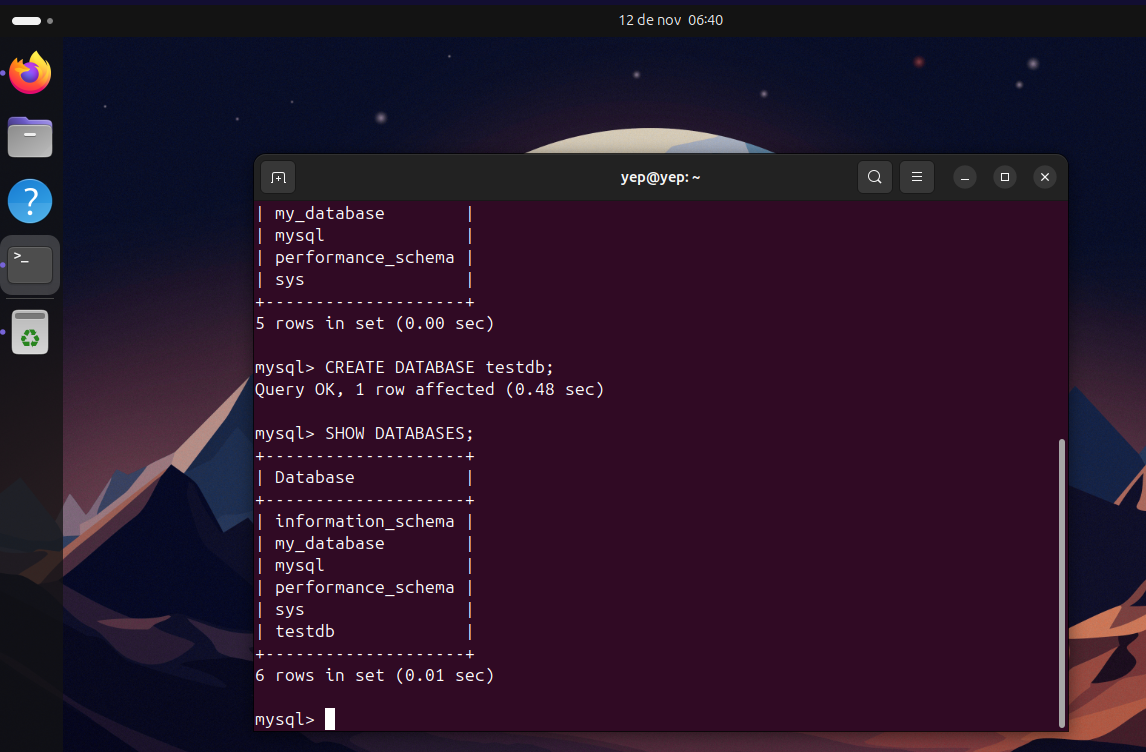 12 de nov 06:40
yep@yep: ~
| my_database        |
| mysql              |
| performance_schema |
| sys                |
+--------------------+
5 rows in set (0.00 sec)
mysql> CREATE DATABASE testdb;
Query OK, 1 row affected (0.48 sec)
mysql> SHOW DATABASES;
+--------------------+
| Database           |
+--------------------+
| information_schema |
| my_database        |
| mysql              |
| performance_schema |
| sys                |
| testdb             |
+--------------------+
6 rows in set (0.01 sec)
mysql>